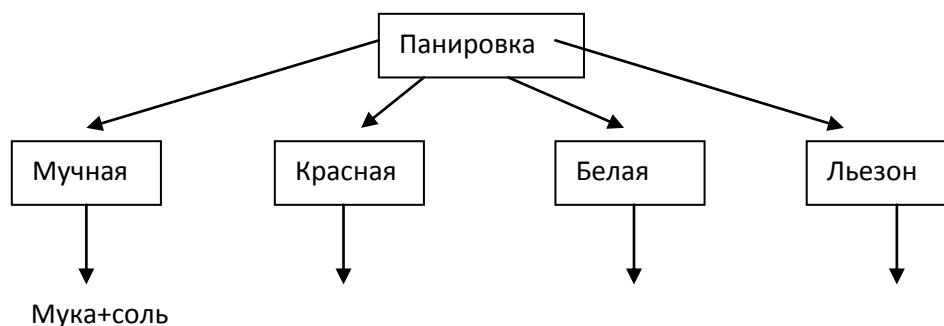 Панировка
Мучная
Красная
Белая
Льезон
Мука+соль